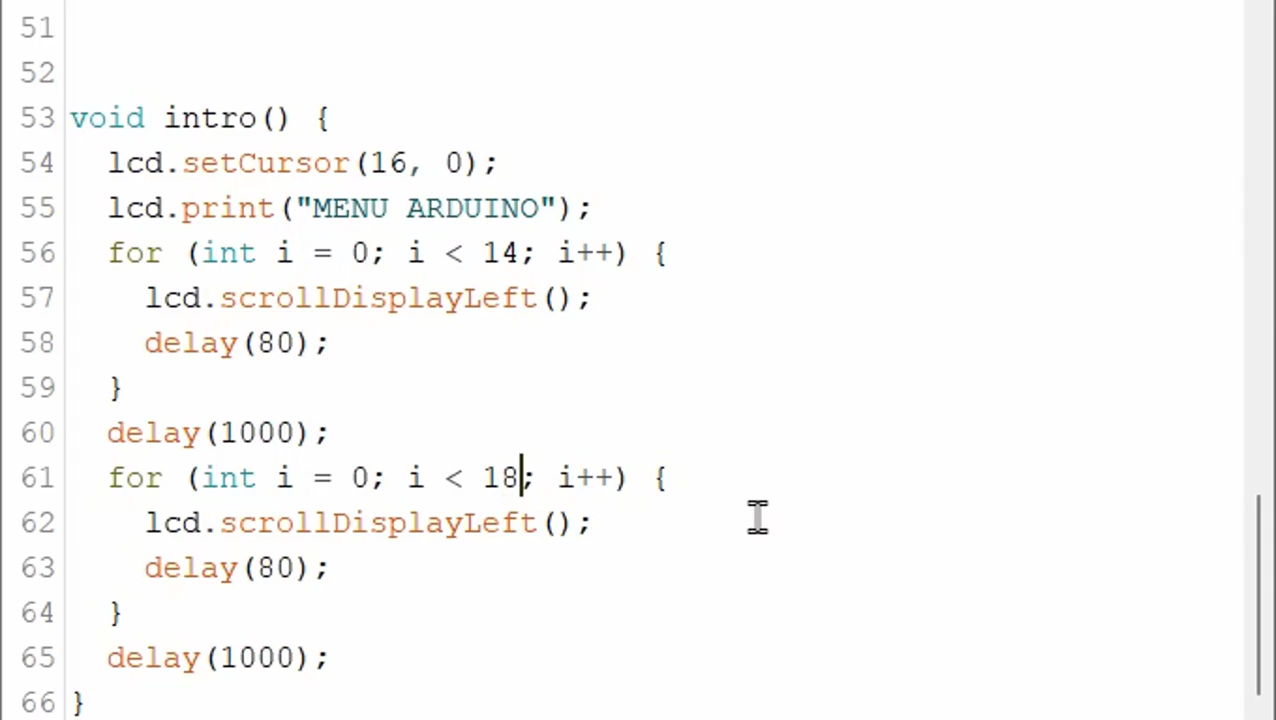 51
52
53 void intro() {
54   lcd.setCursor(16, 0);
55   lcd.print("MENU ARDUINO");
56   for (int i = 0; i < 14; i++) {
57     lcd.scrollDisplayLeft();
58     delay(80);
59   }
60   delay(1000);
61   for (int i = 0; i < 18; i++) {
62     lcd.scrollDisplayLeft();
63     delay(80);
64   }
65   delay(1000);
66 }